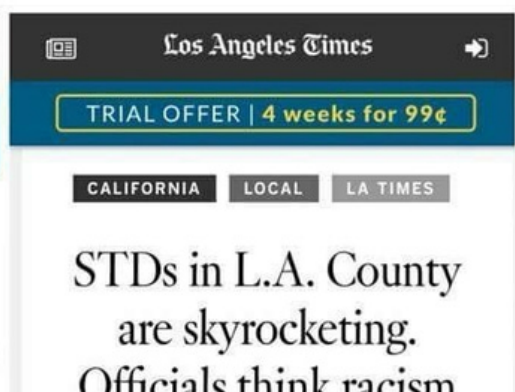 Los Angeles Times
TRIAL OFFER | 4 weeks for 99¢
CALIFORNIA LOCAL LA TIMES
STDs in L.A. County
are skyrocketing.
Officials think racism